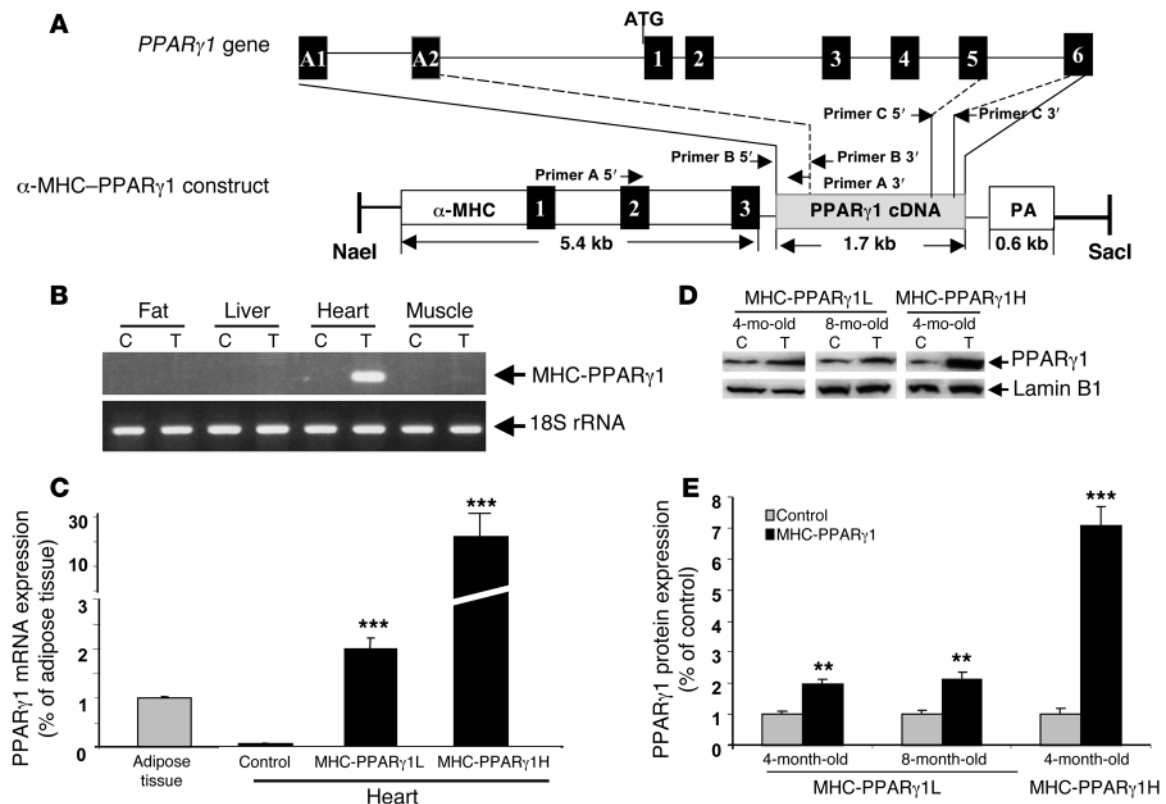 A
PPARγ1 gene
ATG
A1 A2 1 2 3 4 5 6
Primer C 5′ Primer C 3′
Primer B 5′ Primer B 3′
Primer A 5′ Primer A 3′
α-MHC–PPARγ1 construct
α-MHC 1 2 3 PPARγ1 cDNA PA
NaeI 5.4 kb 1.7 kb 0.6 kb SacI
B
Fat Liver Heart Muscle
C T C T C T C T
MHC-PPARγ1
18S rRNA
D
MHC-PPARγ1L MHC-PPARγ1H
4-mo-old 8-mo-old 4-mo-old
C T C T C T
PPARγ1
Lamin B1
C
PPARγ1 mRNA expression
(% of adipose tissue)
30
10
3
2
1
0
***
***
Adipose
tissue
Control MHC-PPARγ1L MHC-PPARγ1H
Heart
E
PPARγ1 protein expression
(% of control)
8
7
6
5
4
3
2
1
0
Control
MHC-PPARγ1
**
**
***
4-month-old 8-month-old 4-month-old
MHC-PPARγ1L MHC-PPARγ1H